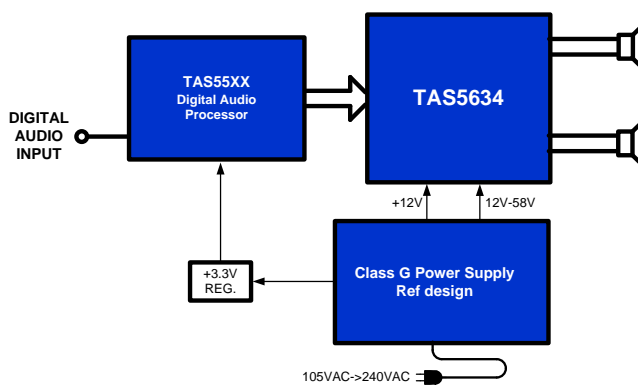 TAS55XX
Digital Audio
Processor
TAS5634
DIGITAL
AUDIO
INPUT
+12V
12V-58V
+3.3V
REG.
Class G Power Supply
Ref design
105VAC->240VAC